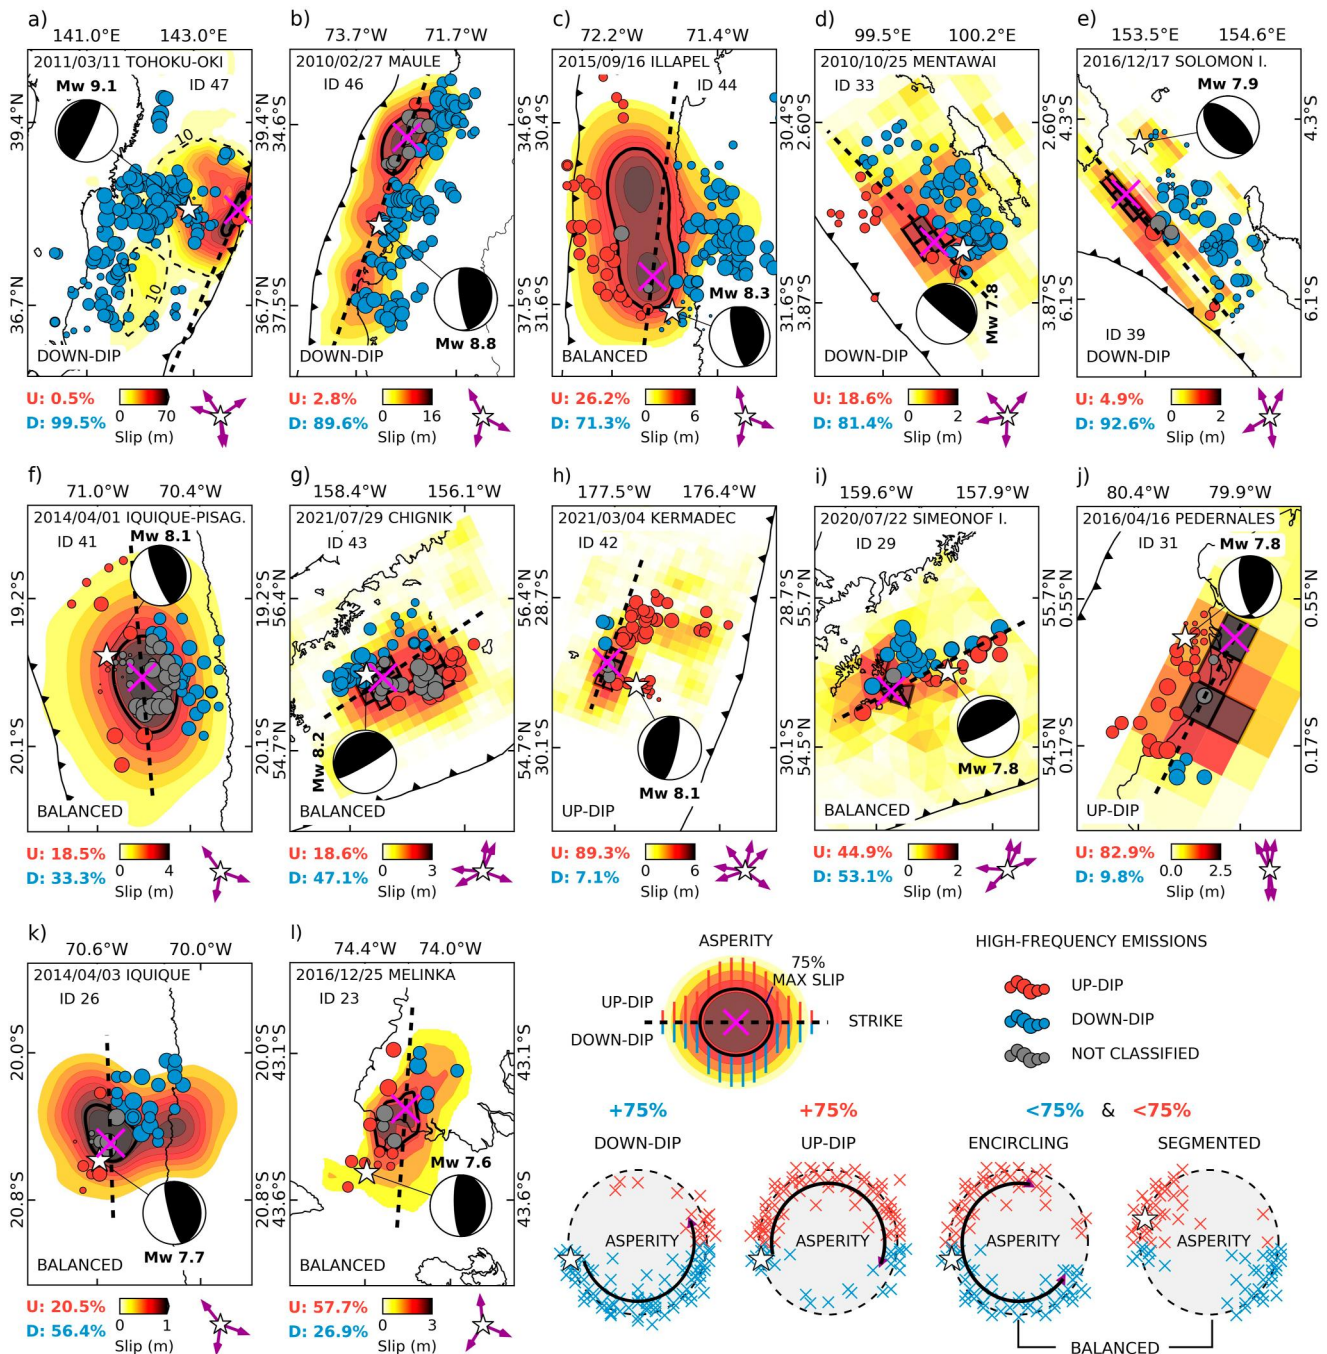 a)
141.0°E 143.0°E
2011/03/11 TOHOKU-OKI
Mw 9.1
ID 47
39.4°N
36.7°N
10
10
0
DOWN-DIP
U: 0.5%
D: 99.5%
0 70
Slip (m)
b)
73.7°W 71.7°W
2010/02/27 MAULE
ID 46
34.6°S
37.5°S
Mw 8.8
DOWN-DIP
U: 2.8%
D: 89.6%
0 16
Slip (m)
c)
72.2°W 71.4°W
2015/09/16 ILLAPEL
ID 44
30.4°S
31.6°S
Mw 8.3
BALANCED
U: 26.2%
D: 71.3%
0 6
Slip (m)
d)
99.5°E 100.2°E
2010/10/25 MENTAWAI
ID 33
2.60°S
3.87°S
Mw 7.8
DOWN-DIP
U: 18.6%
D: 81.4%
0 2
Slip (m)
e)
153.5°E 154.6°E
2016/12/17 SOLOMON I.
Mw 7.9
4.3°S
6.1°S
ID 39
DOWN-DIP
U: 4.9%
D: 92.6%
0 2
Slip (m)
f)
71.0°W 70.4°W
2014/04/01 IQUIQUE-PISAG.
ID 41
Mw 8.1
19.2°S
20.1°S
BALANCED
U: 18.5%
D: 33.3%
0 4
Slip (m)
g)
158.4°W 156.1°W
2021/07/29 CHIGNIK
ID 43
56.4°N
54.7°N
Mw 8.2
BALANCED
U: 18.6%
D: 47.1%
0 3
Slip (m)
h)
177.5°W 176.4°W
2021/03/04 KERMADEC
ID 42
28.7°S
30.1°S
Mw 8.1
UP-DIP
U: 89.3%
D: 7.1%
0 6
Slip (m)
i)
159.6°W 157.9°W
2020/07/22 SIMEONOF I.
ID 29
55.7°N
54.5°N
Mw 7.8
BALANCED
U: 44.9%
D: 53.1%
0 2
Slip (m)
j)
80.4°W 79.9°W
2016/04/16 PEDERNALES
ID 31
Mw 7.8
0.55°N
0.17°S
UP-DIP
U: 82.9%
D: 9.8%
0.0 2.5
Slip (m)
k)
70.6°W 70.0°W
2014/04/03 IQUIQUE
ID 26
20.0°S
20.8°S
Mw 7.7
BALANCED
U: 20.5%
D: 56.4%
0 1
Slip (m)
l)
74.4°W 74.0°W
2016/12/25 MELINKA
ID 23
43.1°S
43.6°S
Mw 7.6
BALANCED
U: 57.7%
D: 26.9%
0 3
Slip (m)
ASPERITY
75%
MAX SLIP
UP-DIP
DOWN-DIP
STRIKE
HIGH-FREQUENCY EMISSIONS
UP-DIP
DOWN-DIP
NOT CLASSIFIED
+75% +75% <75% & <75%
DOWN-DIP UP-DIP ENCIRCLING SEGMENTED
ASPERITY ASPERITY ASPERITY ASPERITY
BALANCED